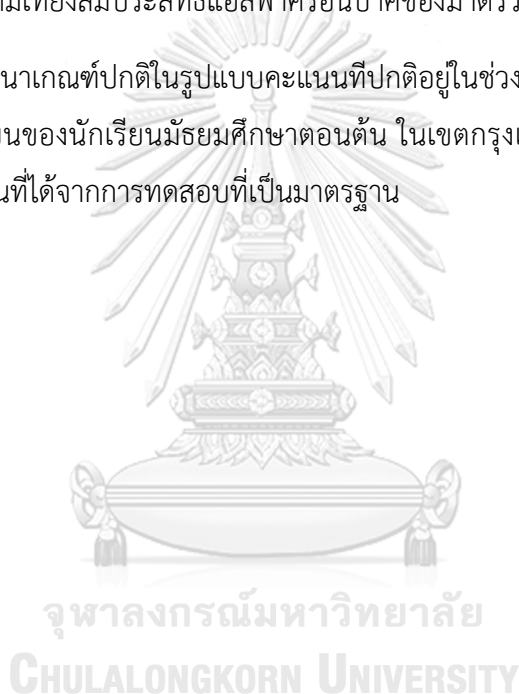 นาเกณฑ์ปกติในรูปแบบคะแนนทีปกติอยู่ในช่วง
ของนักเรียนมัธยมศึกษาตอนต้น ในเขตกรุงเ
ที่ได้จากการทดสอบที่เป็นมาตรฐาน
จุฬาลงกรณ์มหาวิทยาลัย
CHULALONGKORN UNIVERSITY